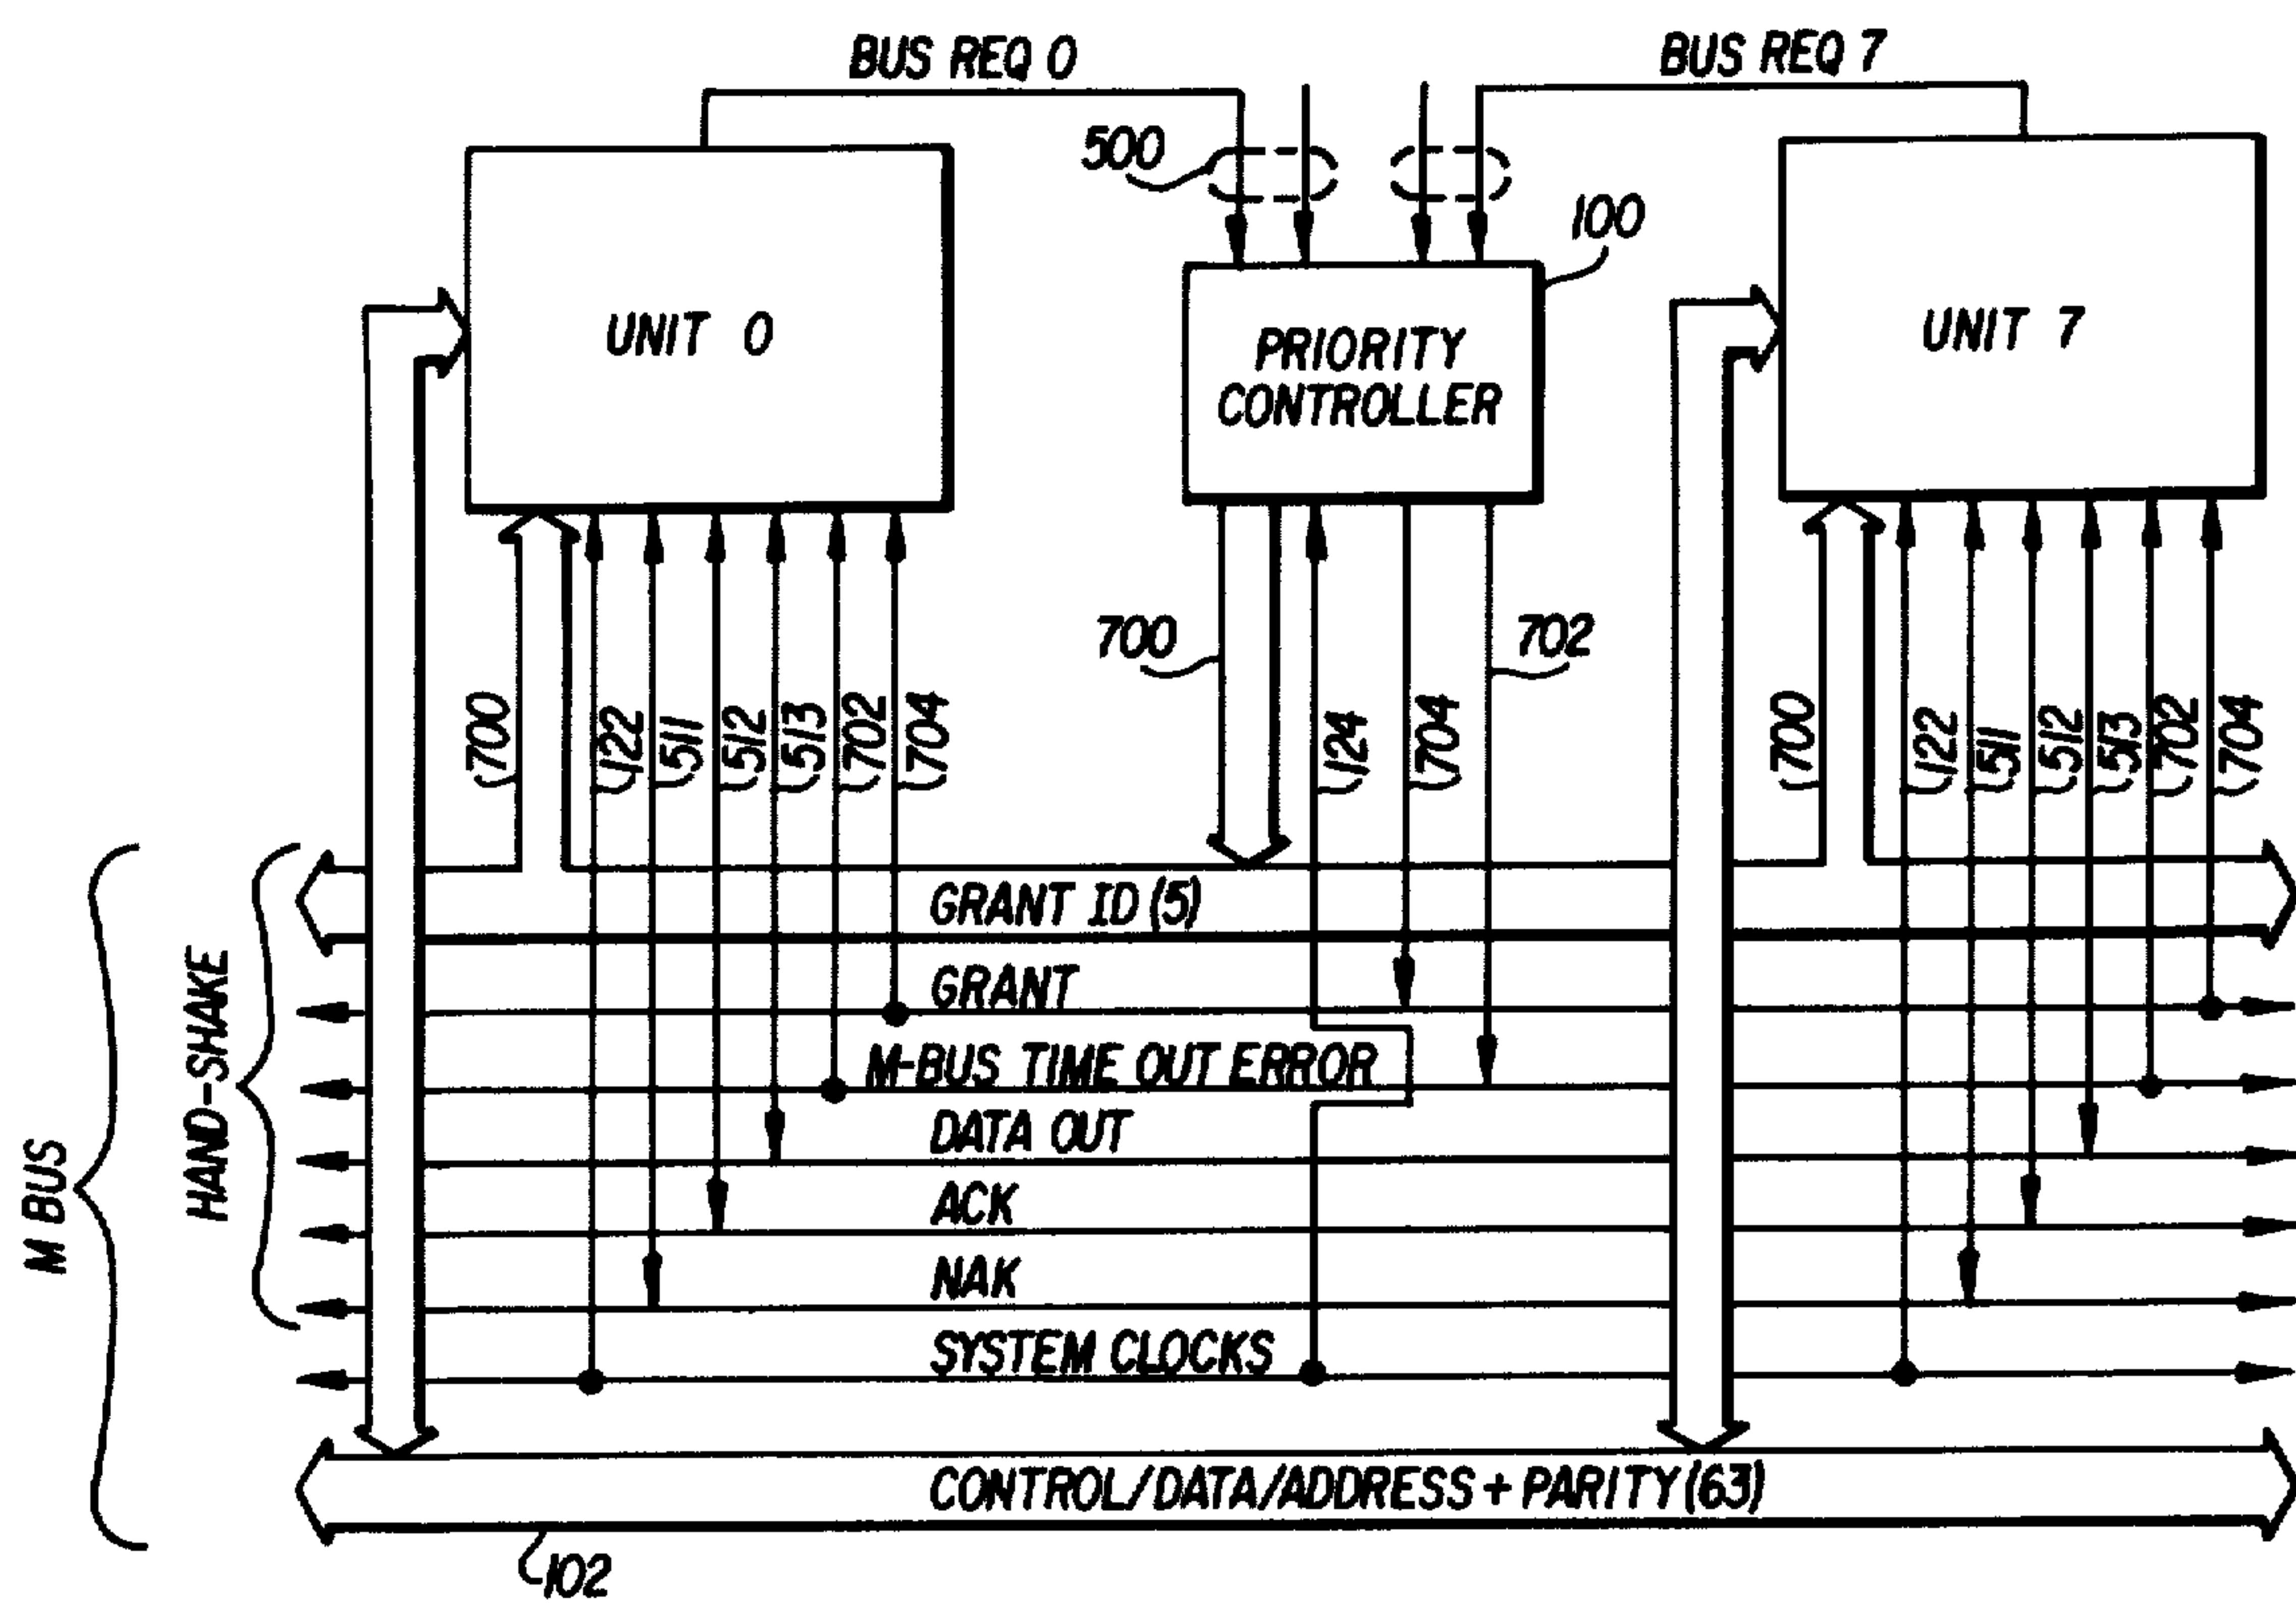 BUS REQ 0
BUS REQ 7
500
100
UNIT 0
PRIORITY
CONTROLLER
UNIT 7
700
702
700
122
511
512
513
702
704
124
704
700
122
511
512
513
702
704
GRANT ID (5)
GRANT
M-BUS TIME OUT ERROR
DATA OUT
ACK
NAK
SYSTEM CLOCKS
HAND-SHAKE
M BUS
CONTROL/DATA/ADDRESS + PARITY (63)
102